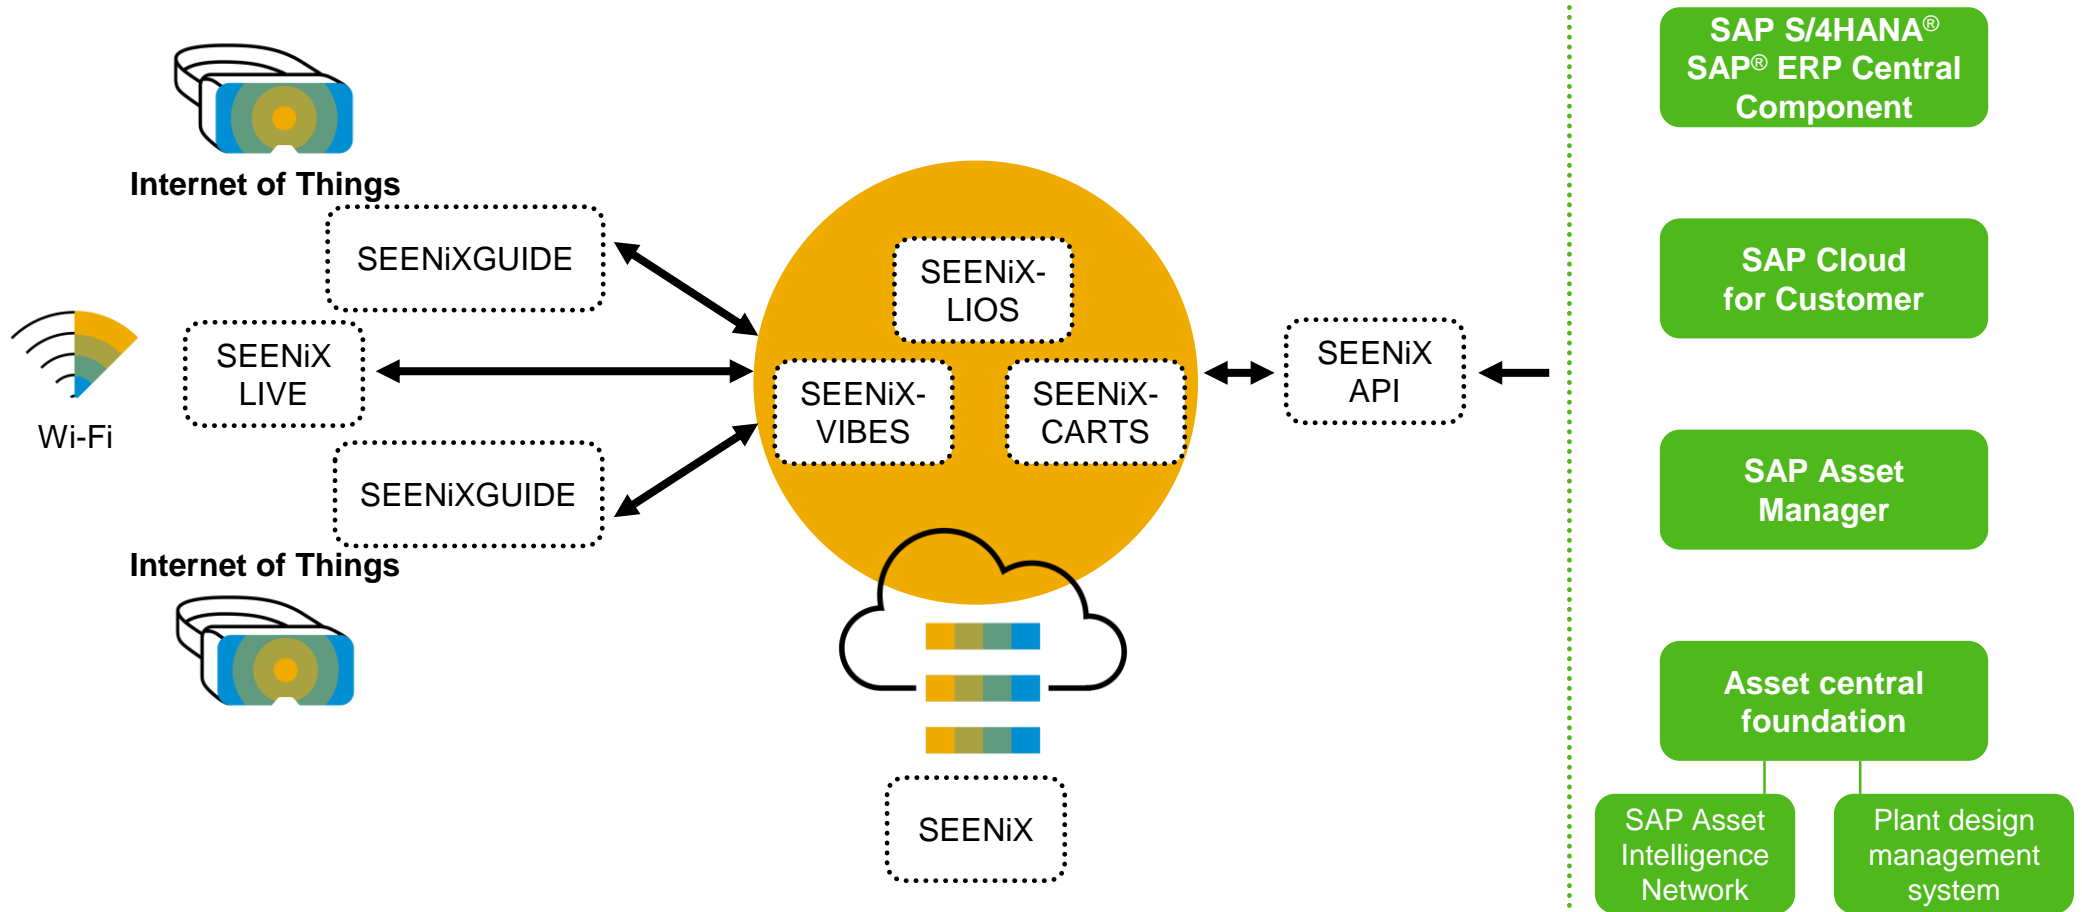 Internet of Things
SEENiXGUIDE
SEENiX
LIVE
Wi-Fi
SEENiXGUIDE
Internet of Things
SEENiX-
LIOS
SEENiX-
VIBES
SEENiX-
CARTS
SEENiX
SEENiX
API
SAP S/4HANA®
SAP® ERP Central
Component
SAP Cloud
for Customer
SAP Asset
Manager
Asset central
foundation
SAP Asset
Intelligence
Network
Plant design
management
system